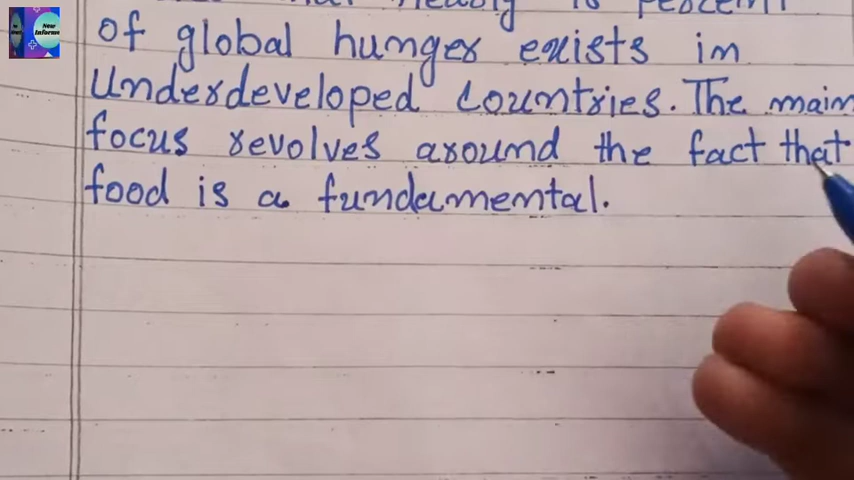 of global hunger exists in
Underdeveloped Countries. The main
focus revolves around the fact that
food is a fundamental.